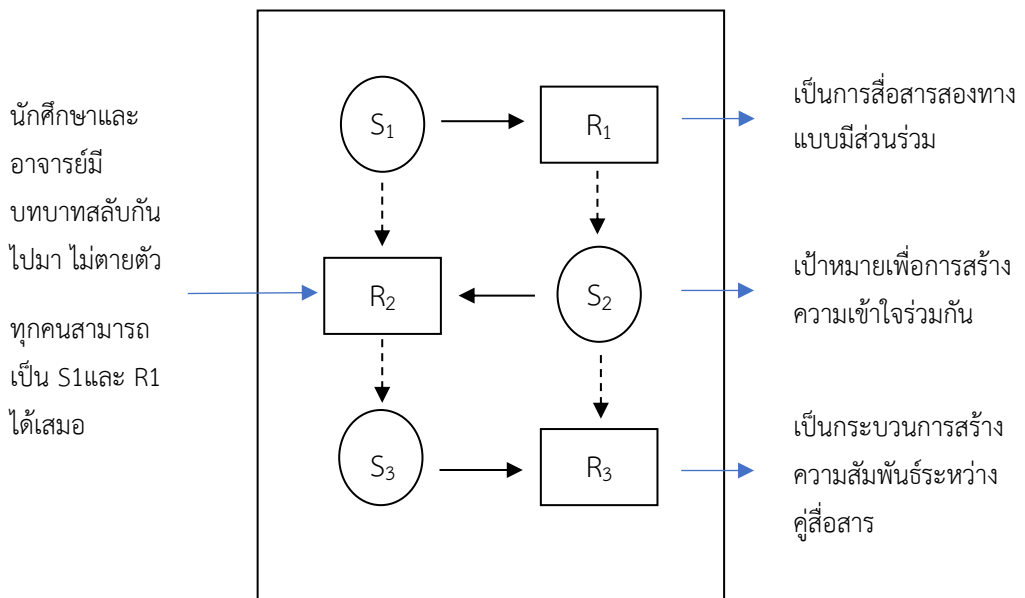 นักศึกษาและ
อาจารย์มี
บทบาทสลับกัน
ไปมา ไม่ตายตัว
ทุกคนสามารถ
เป็น S1และ R1
ได้เสมอ
S₁
R₁
R₂
S₂
S₃
R₃
เป็นการสื่อสารสองทาง
แบบมีส่วนร่วม
เป้าหมายเพื่อการสร้าง
ความเข้าใจร่วมกัน
เป็นกระบวนการสร้าง
ความสัมพันธ์ระหว่าง
คู่สื่อสาร